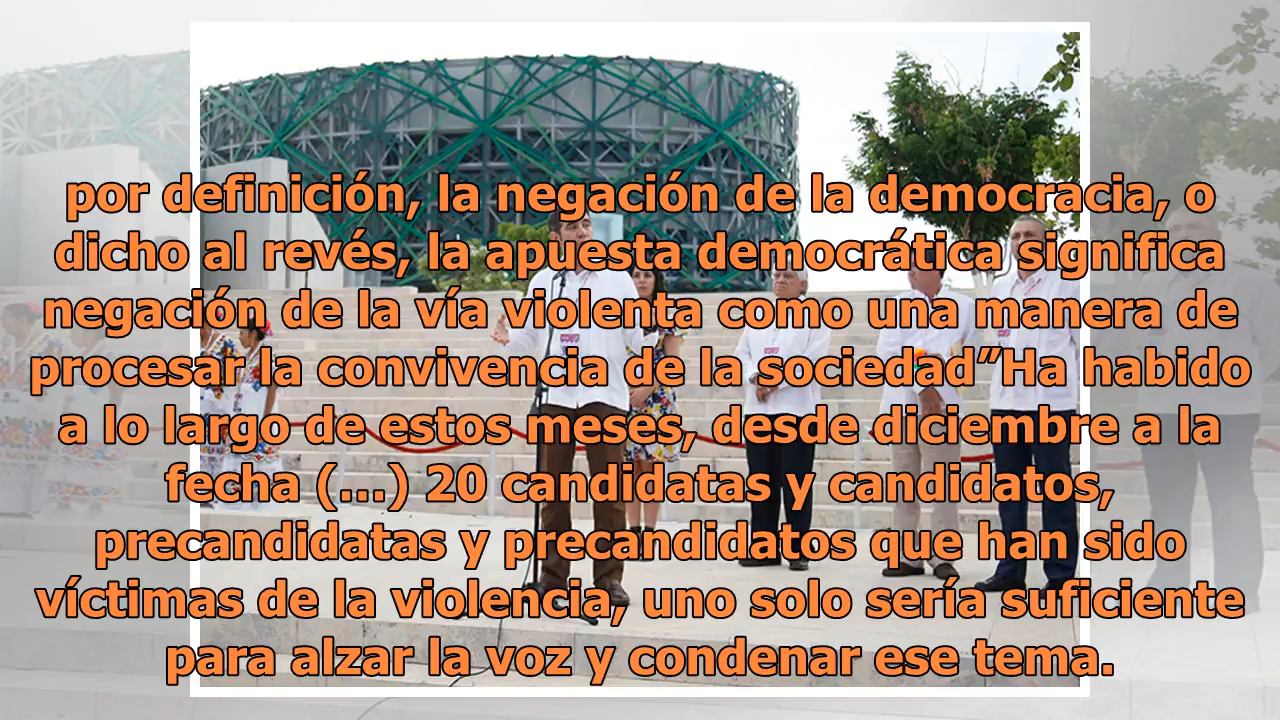 por definición, la negación de la democracia, o
dicho al revés, la apuesta democrática significa
negación de la vía violenta como una manera de
procesar la convivencia de la sociedad”Ha habido
a lo largo de estos meses, desde diciembre a la
fecha (...) 20 candidatas y candidatos,
precandidatas y precandidatos que han sido
víctimas de la violencia, uno solo sería suficiente
para alzar la voz y condenar ese tema.